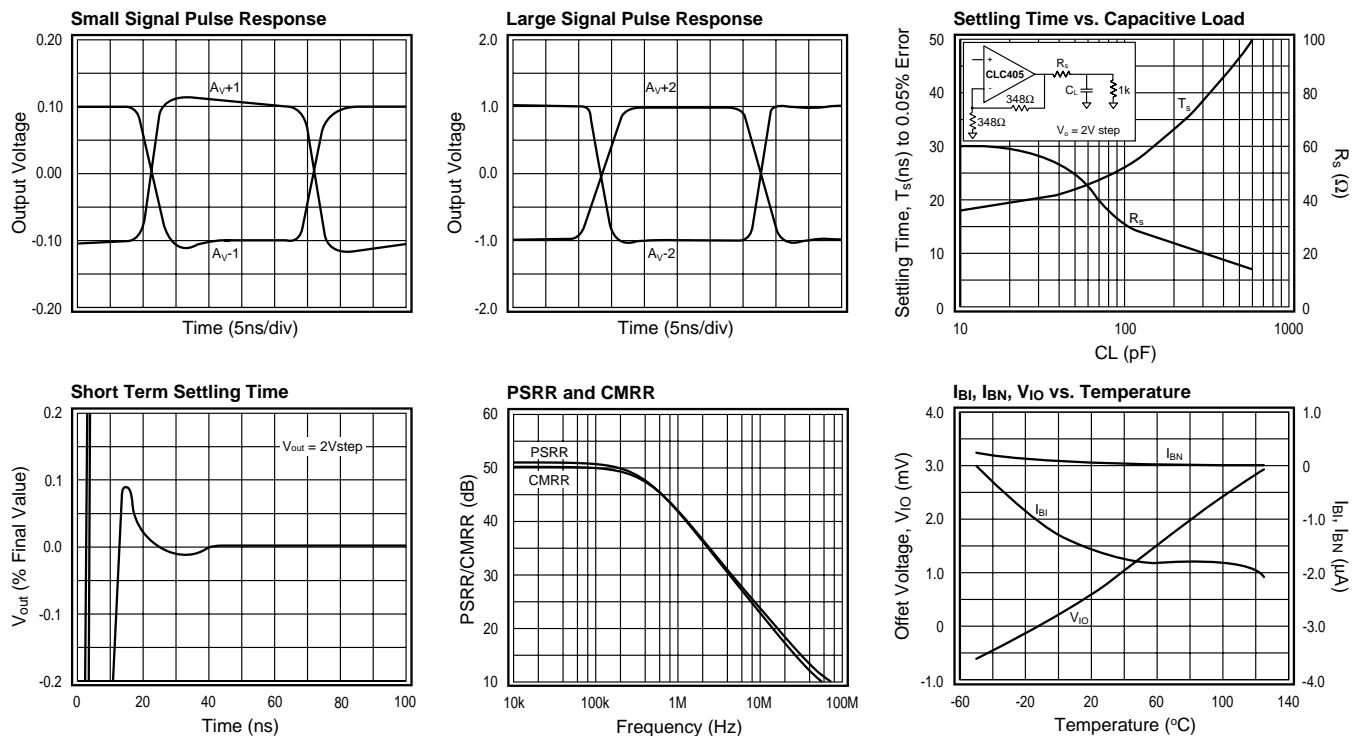 Small Signal Pulse Response
Output Voltage
0.20
0.10
0.00
-0.10
-0.20
AV+1
AV-1
Time (5ns/div)
Large Signal Pulse Response
Output Voltage
2.0
1.0
0.00
-1.0
-2.0
AV+2
AV-2
Time (5ns/div)
Settling Time vs. Capacitive Load
Settling Time, Ts(ns) to 0.05% Error
50
40
30
20
10
0
+
-
CLC405
Rs
CL
1k
348Ω
348Ω
Vo = 2V step
Ts
Rs
100
80
60
40
20
0
Rs (Ω)
10
100
1000
CL (pF)
Short Term Settling Time
Vout (% Final Value)
0.2
0.1
0.0
-0.1
-0.2
Vout = 2Vstep
0
20
40
60
80
100
Time (ns)
PSRR and CMRR
PSRR/CMRR (dB)
60
50
40
30
20
10
PSRR
CMRR
10k
100k
1M
10M
100M
Frequency (Hz)
IBI, IBN, VIO vs. Temperature
Offet Voltage, VIO (mV)
4.0
3.0
2.0
1.0
0
-1.0
IBN
IBI
VIO
1.0
0
-1.0
-2.0
-3.0
-4.0
IBI, IBN (µA)
-60
-20
20
60
100
140
Temperature (oC)